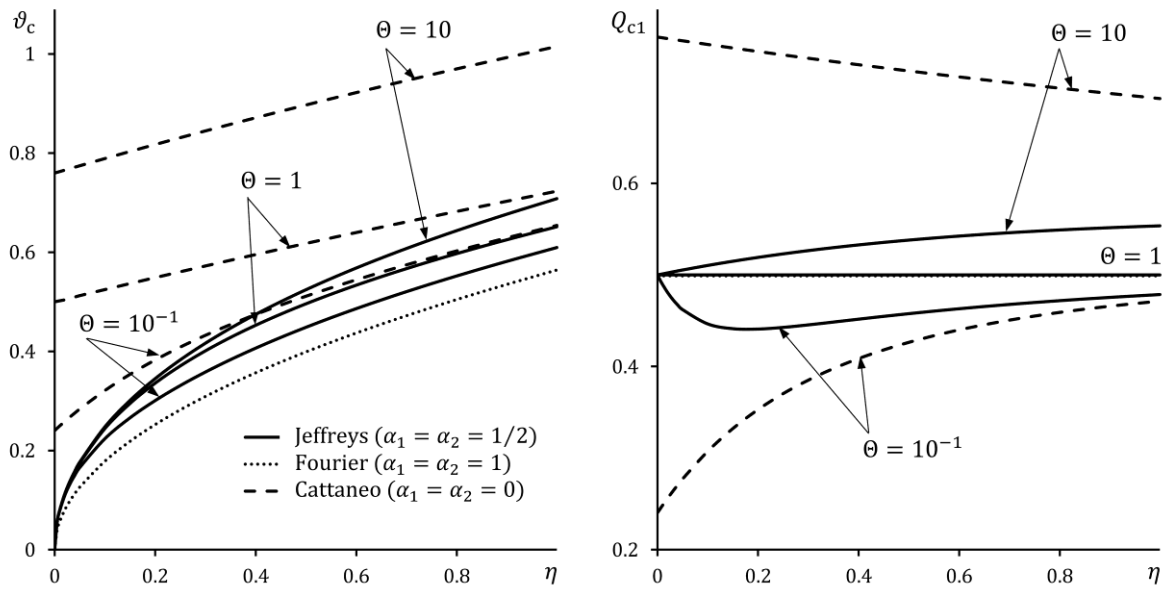 ϑc
Θ = 10
1
0.8
Θ = 1
0.6
0.4
Θ = 10⁻¹
0.2
Jeffreys (α₁ = α₂ = 1/2)
Fourier (α₁ = α₂ = 1)
Cattaneo (α₁ = α₂ = 0)
0
0 0.2 0.4 0.6 0.8 η
Qc1
Θ = 10
0.6
Θ = 1
0.4
Θ = 10⁻¹
0.2
0 0.2 0.4 0.6 0.8 η